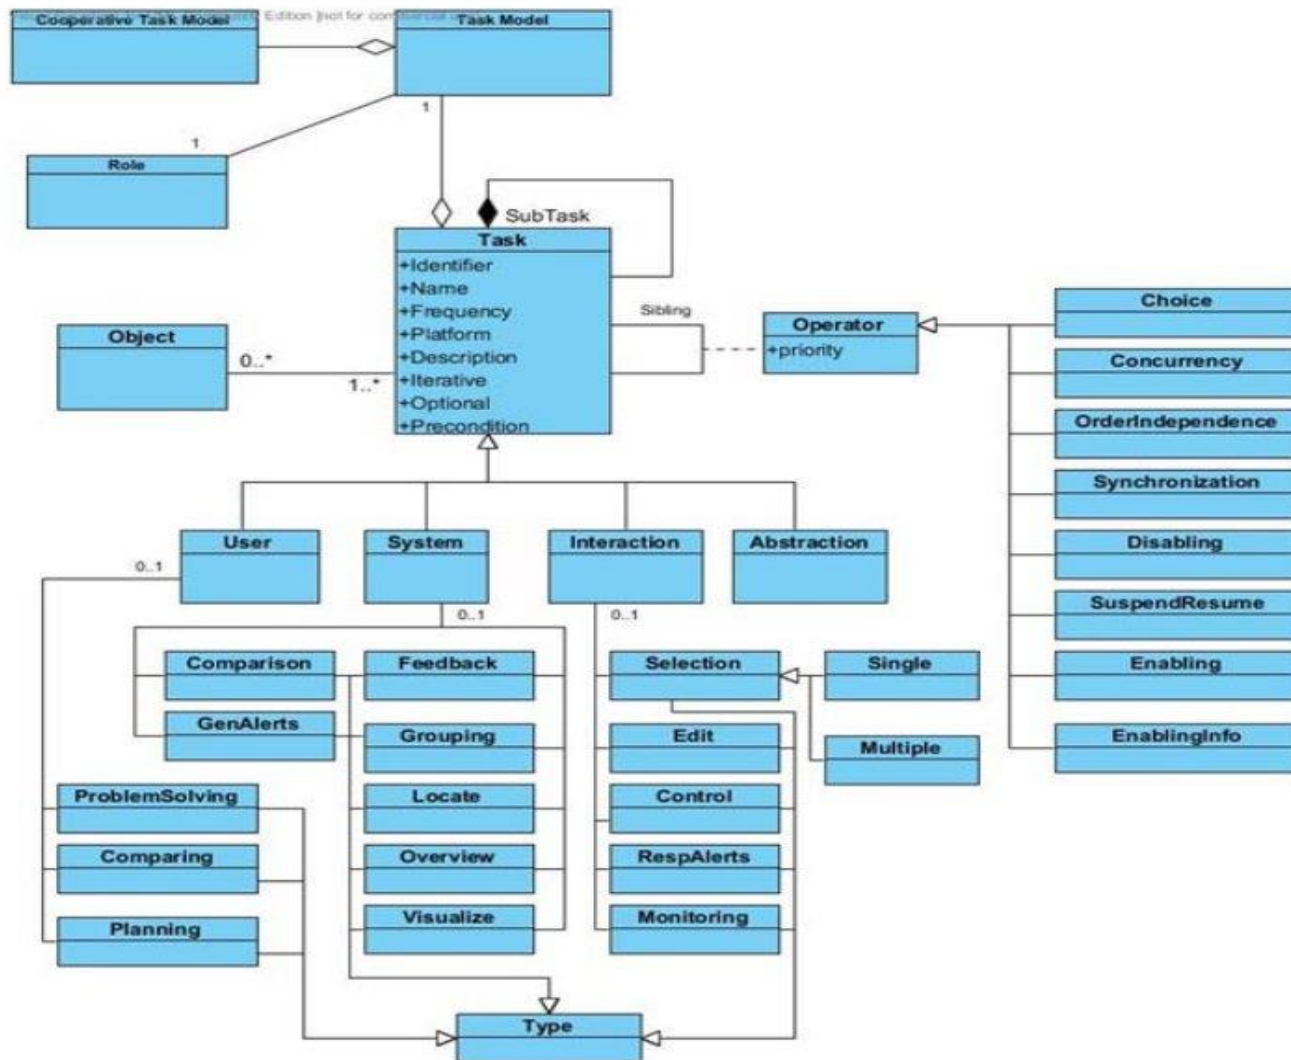 Edition [not for com
Cooperative Task Model
Task Model
1
1
Role
SubTask
Task
+Identifier
+Name
+Frequency
+Platform
+Description
+Iterative
+Optional
+Precondition
Sibling
Operator
+priority
Object
0..*
1..*
Choice
Concurrency
OrderIndependence
Synchronization
Disabling
SuspendResume
Enabling
EnablingInfo
User
System
Interaction
Abstraction
0..1
0..1
0..1
Comparison
Feedback
Selection
Single
GenAlerts
Grouping
Edit
Multiple
ProblemSolving
Locate
Control
Comparing
Overview
RespAlerts
Planning
Visualize
Monitoring
Type